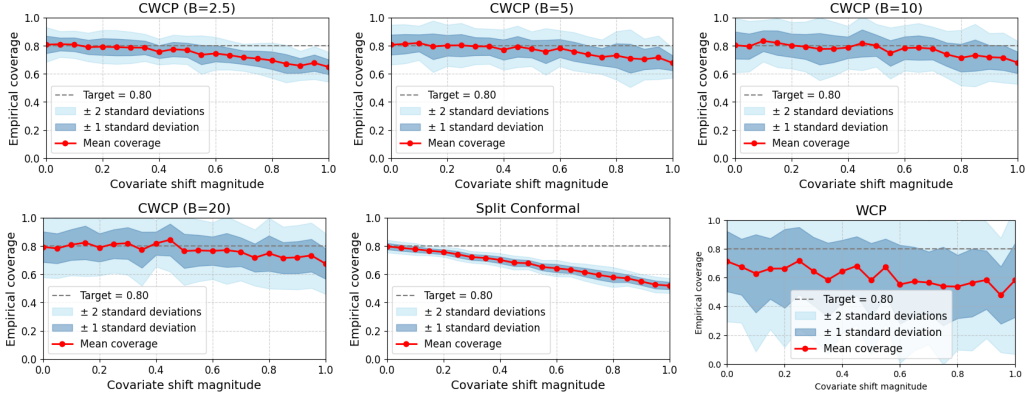 CWCP (B=2.5)
Empirical coverage
1.0
0.8
0.6
0.4
0.2
0.0
Target = 0.80
± 2 standard deviations
± 1 standard deviation
Mean coverage
0.0 0.2 0.4 0.6 0.8 1.0
Covariate shift magnitude
CWCP (B=5)
Empirical coverage
1.0
0.8
0.6
0.4
0.2
0.0
Target = 0.80
± 2 standard deviations
± 1 standard deviation
Mean coverage
0.0 0.2 0.4 0.6 0.8 1.0
Covariate shift magnitude
CWCP (B=10)
Empirical coverage
1.0
0.8
0.6
0.4
0.2
0.0
Target = 0.80
± 2 standard deviations
± 1 standard deviation
Mean coverage
0.0 0.2 0.4 0.6 0.8 1.0
Covariate shift magnitude
CWCP (B=20)
Empirical coverage
1.0
0.8
0.6
0.4
0.2
0.0
Target = 0.80
± 2 standard deviations
± 1 standard deviation
Mean coverage
0.0 0.2 0.4 0.6 0.8 1.0
Covariate shift magnitude
Split Conformal
Empirical coverage
1.0
0.8
0.6
0.4
0.2
0.0
Target = 0.80
± 2 standard deviations
± 1 standard deviation
Mean coverage
0.0 0.2 0.4 0.6 0.8 1.0
Covariate shift magnitude
WCP
Empirical coverage
1.0
0.8
0.6
0.4
0.2
0.0
Target = 0.80
± 2 standard deviations
± 1 standard deviation
Mean coverage
0.0 0.2 0.4 0.6 0.8 1.0
Covariate shift magnitude